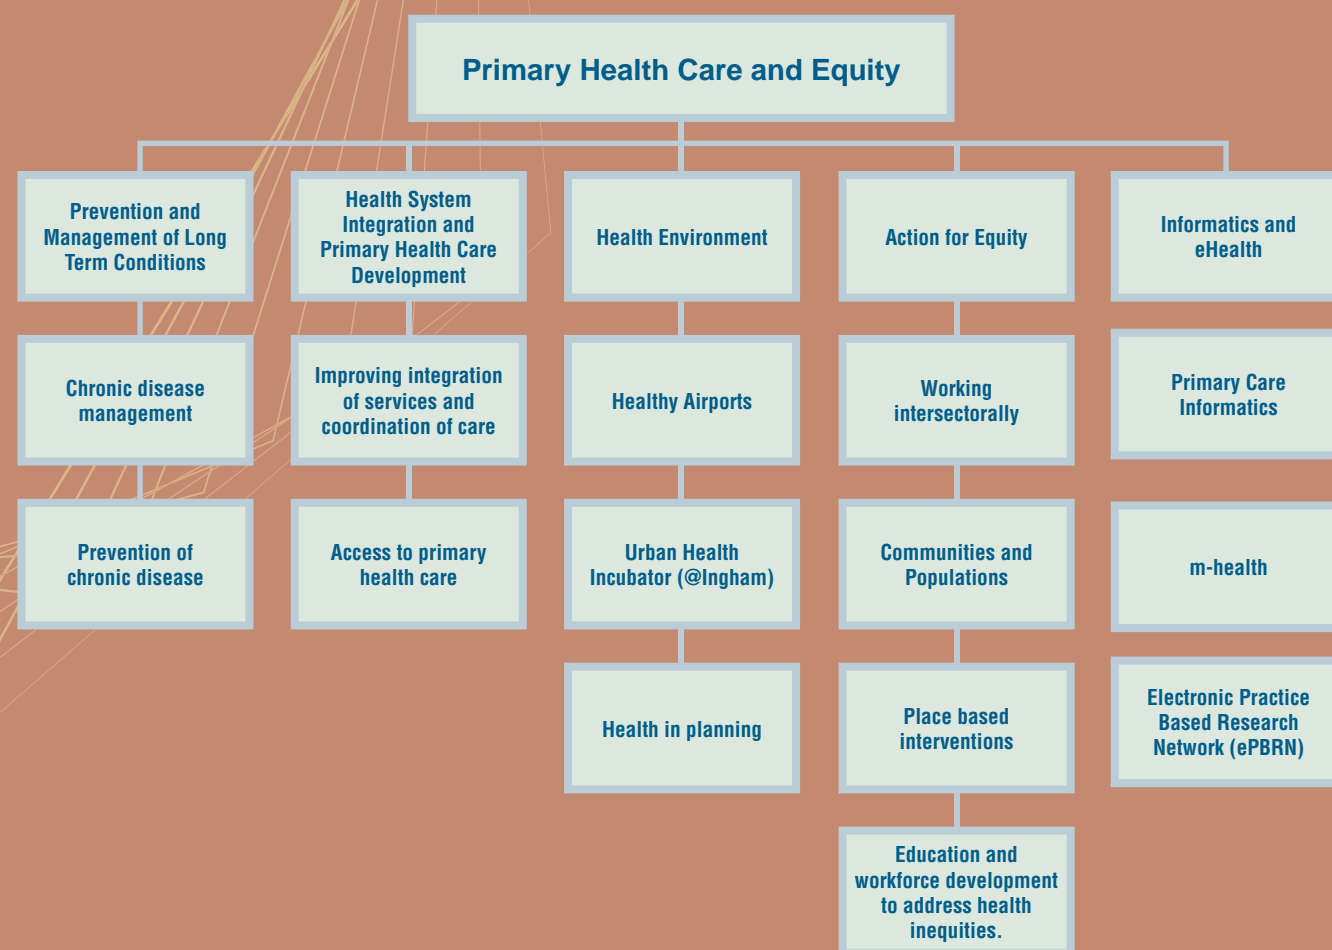 Primary Health Care and Equity
Prevention and
Management of Long
Term Conditions
Health System
Integration and
Primary Health Care
Development
Health Environment
Action for Equity
Informatics and
eHealth
Chronic disease
management
Improving integration
of services and
coordination of care
Healthy Airports
Working
intersectorally
Primary Care
Informatics
Prevention of
chronic disease
Access to primary
health care
Urban Health
Incubator (@Ingham)
Communities and
Populations
m-health
Health in planning
Place based
interventions
Electronic Practice
Based Research
Network (ePBRN)
Education and
workforce development
to address health
inequities.